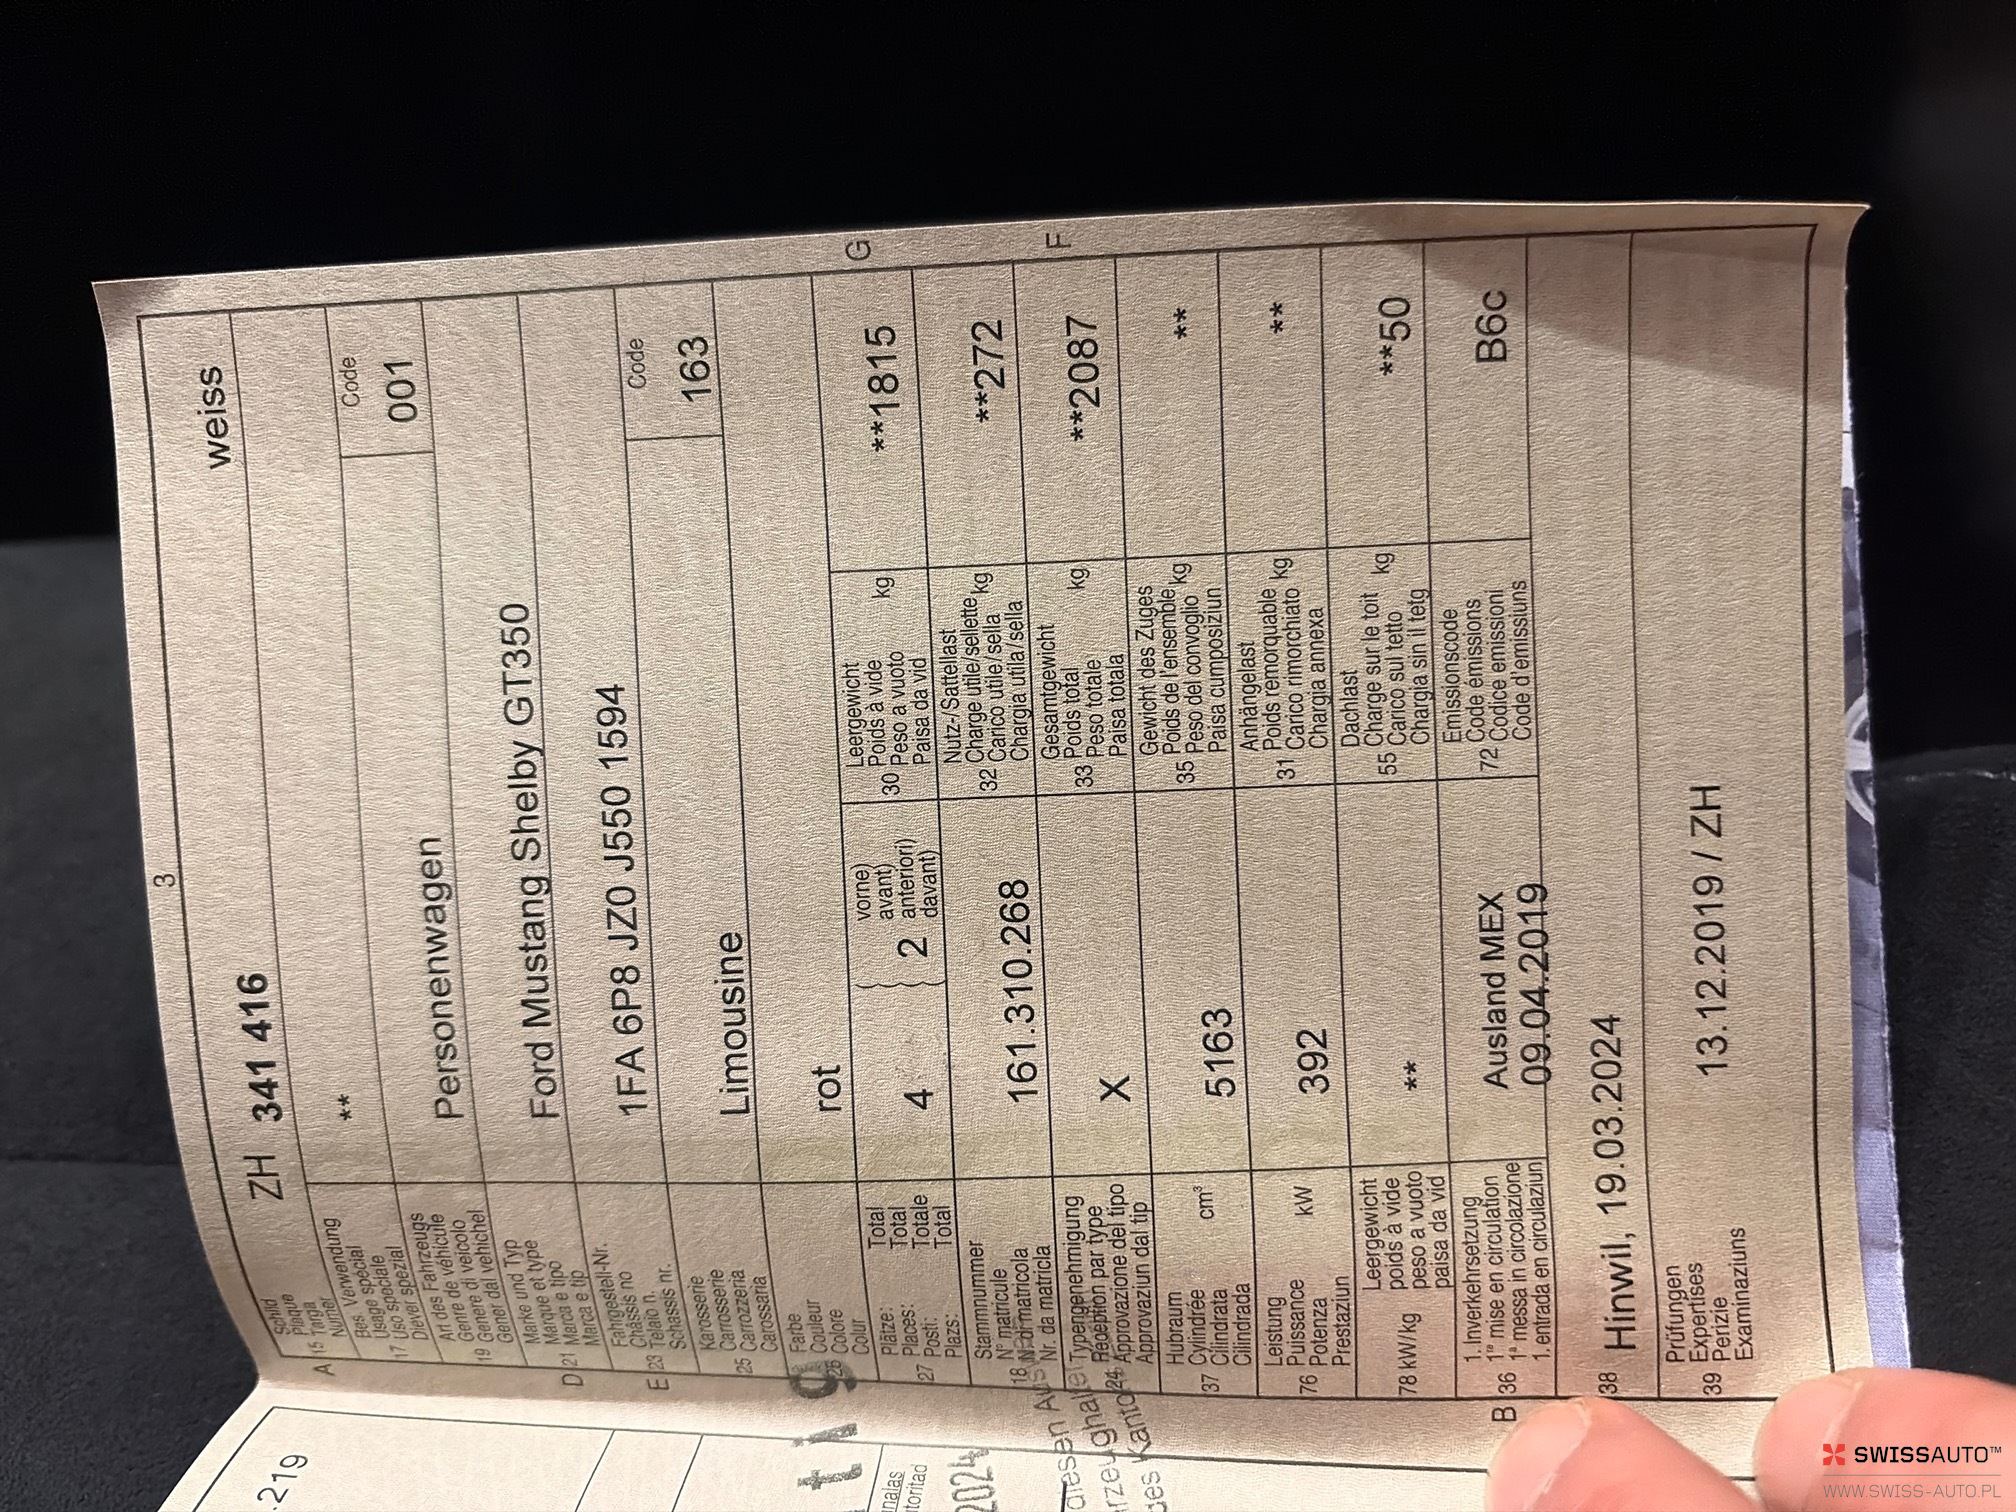 3
Schild
Plaque
15 Targa
Numer
A
ZH 341 416
weiss
Bes. Verwendung
Usage spécial
17 Uso speciale
Diever spezial
**
Code
001
Art des Fahrzeugs
Genre de véhicule
19 Genere di veicolo
Gener dal vehichel
Personenwagen
Marke und Typ
Marque et type
D 21 Marca e tipo
Marca e tip
Ford Mustang Shelby GT350
Fahrgestell-Nr.
Châssis no
E 23 Telaio n.
Schassis nr.
1FA 6P8 JZ0 J550 1594
Code
163
Karosserie
Carrosserie
25 Carrozzeria
Carossaria
Limousine
Farbe
Couleur
26 Colore
Colur
rot
Plätze: Total
Places: Total
27 Posti: Totale
Plazs: Total
4
2
vorne)
avant)
anteriori)
davant)
Leergewicht
Poids à vide
30 Peso a vuoto kg
Paisa da vid
**1815
G
Stammnummer
N° matricule
18 N. di matricola
Nr. da matricla
161.310.268
Nutz-/Sattellast
Charge utile/sellette
32 Carico utile/sella kg
Chargia utila/sella
**272
Typengenehmigung
Réception par type
24 Approvazione del tipo
Approvaziun dal tip
X
Gesamtgewicht
Poids total
33 Peso totale kg
Paisa totala
**2087
F
Hubraum
Cylindrée cm³
37 Cilindrata
Cilindrada
5163
Gewicht des Zuges
Poids de l'ensemble
35 Peso del convoglio kg
Paisa cumposiziun
**
Leistung
Puissance kW
76 Potenza
Prestaziun
392
Anhängelast
Poids remorquable
31 Carico rimorchiato kg
Chargia annexa
**
Leergewicht
poids à vide
78 kW/kg peso a vuoto
paisa da vid
**
Dachlast
Charge sur le toit
55 Carico sul tetto kg
Chargia sin il tetg
**50
1. Inverkehrsetzung
1re mise en circulation
B 36 1a messa in circolazione
1. entrada en circulaziun
Ausland MEX
09.04.2019
Emissionscode
Code émissions
72 Codice emissioni
Code d'emissiuns
B6c
38 Hinwil, 19.03.2024
Prüfungen
Expertises
39 Perizie
Examinaziuns
13.12.2019 / ZH
.219
toritad
2024
diesen
des Kanto
SWISSAUTO™
WWW.SWISS-AUTO.PL